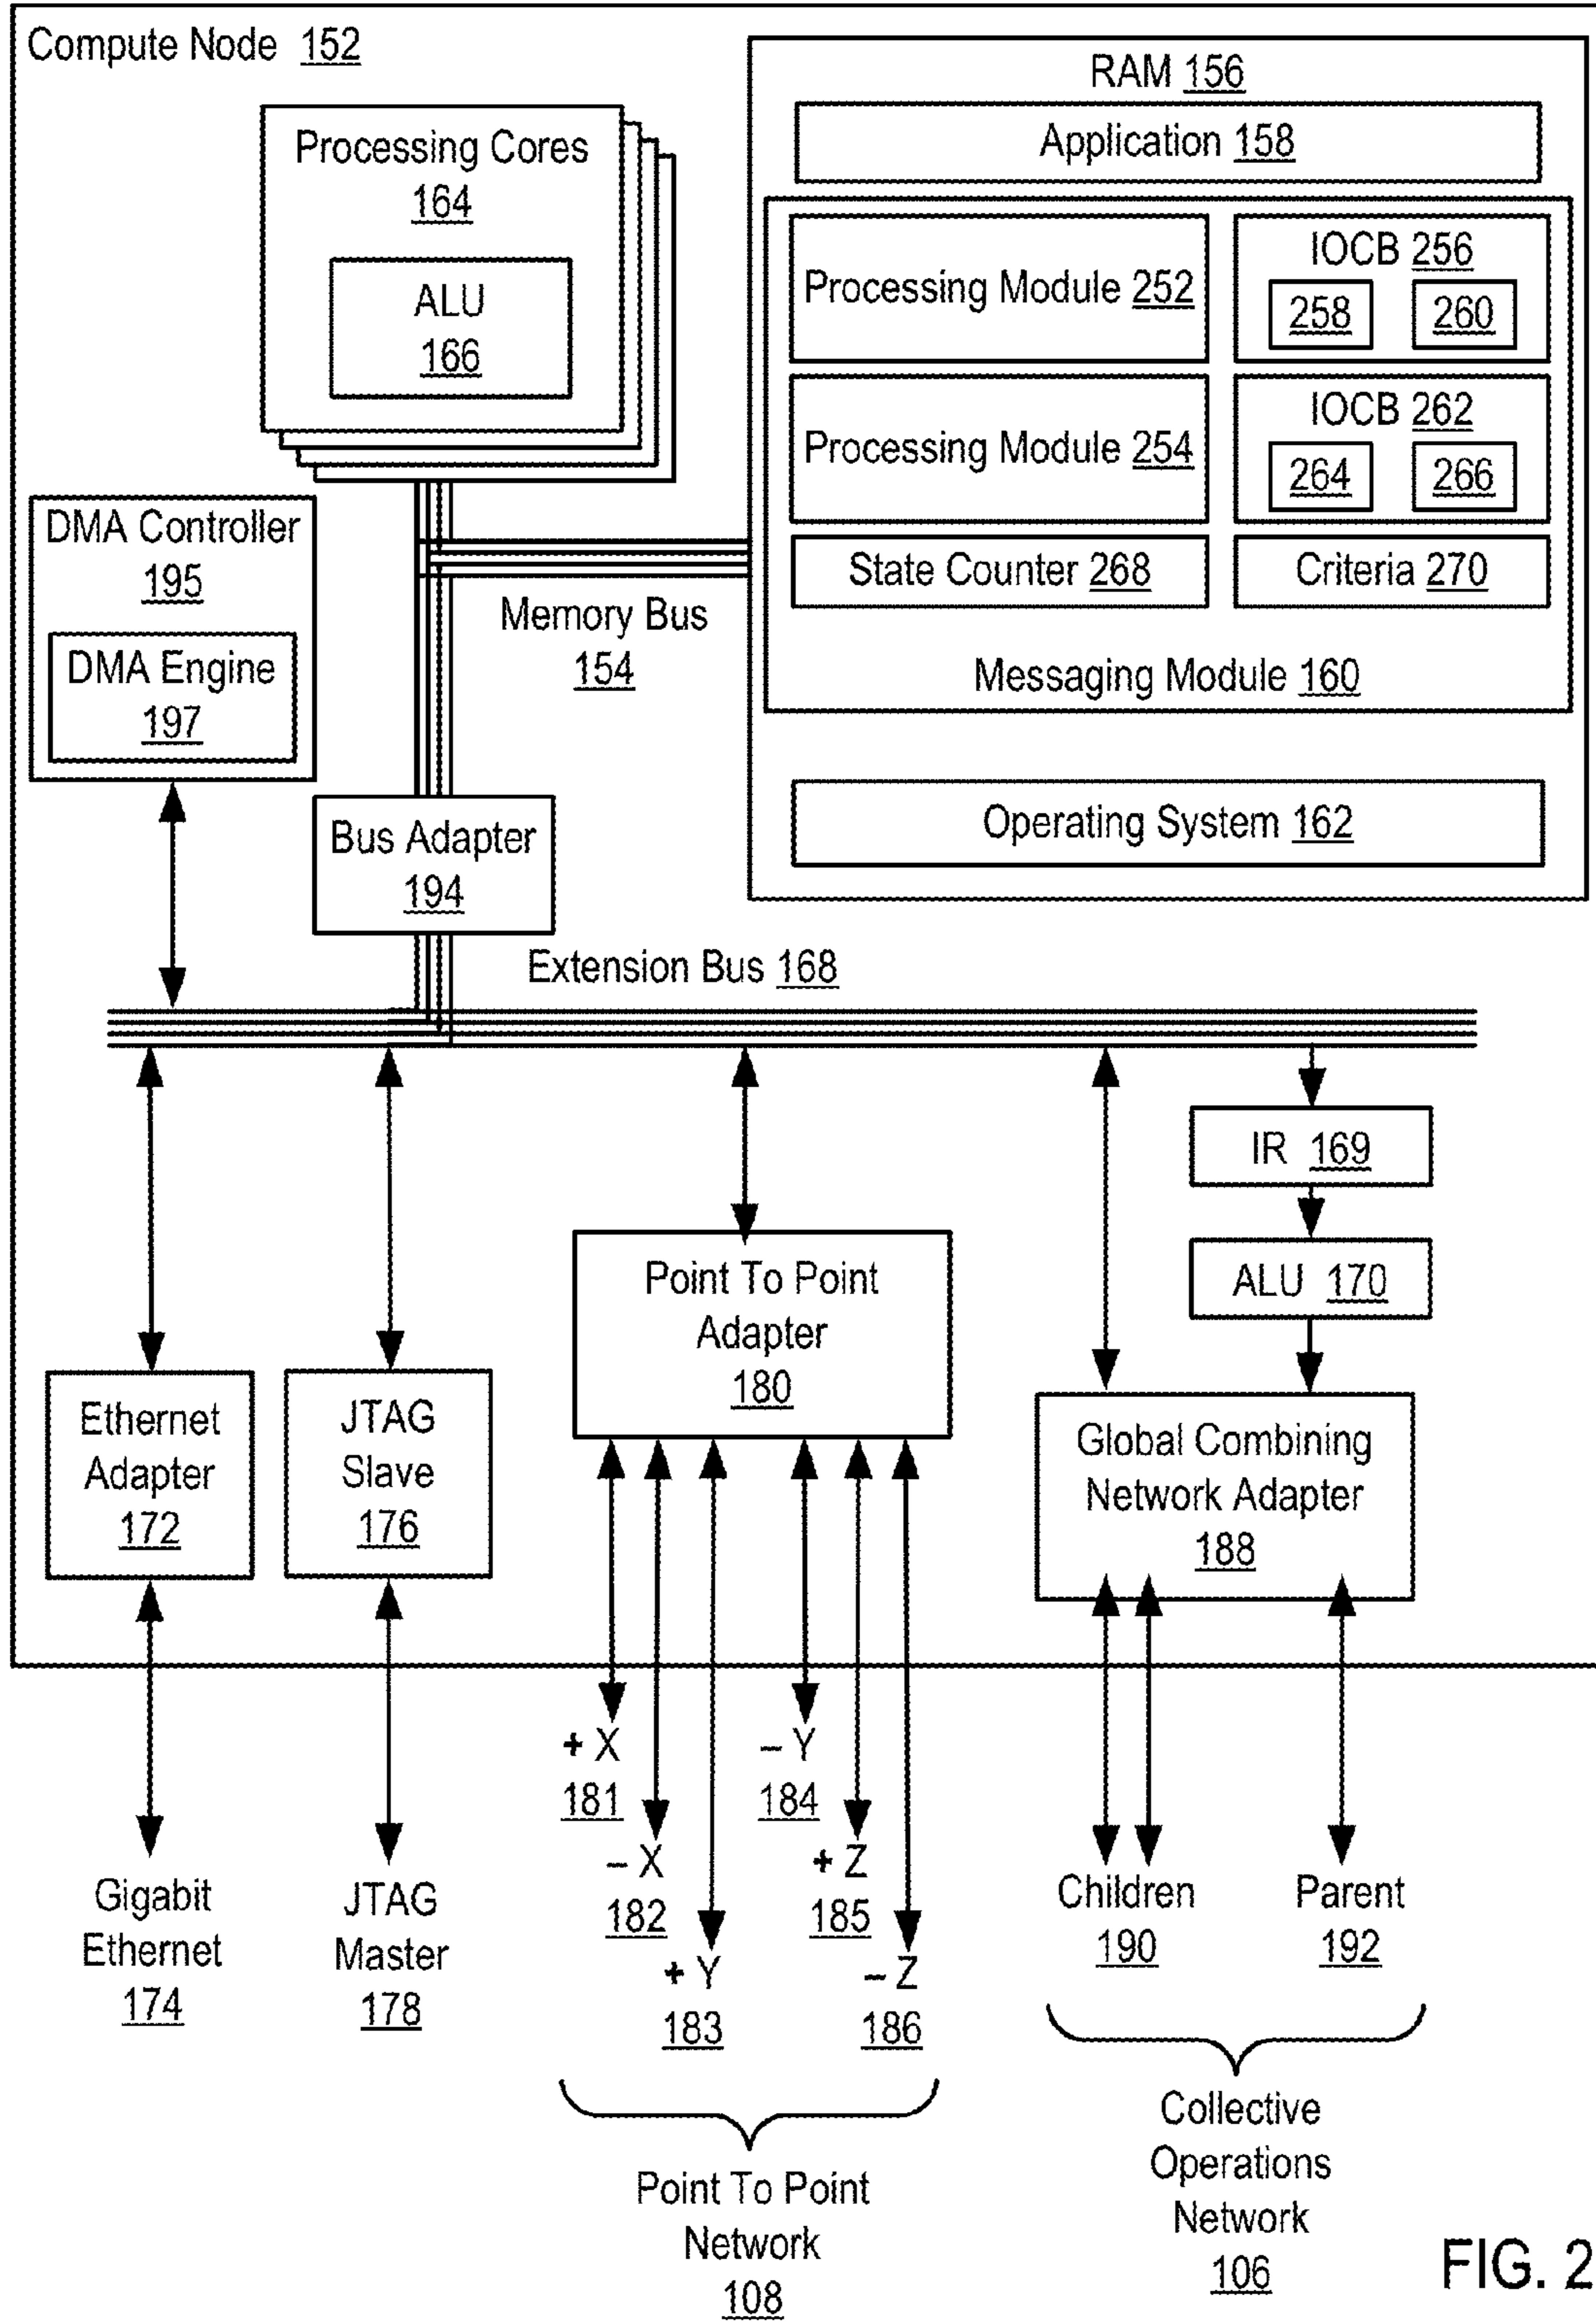 Compute Node 152
RAM 156
Application 158
Processing Cores
164
ALU
166
Processing Module 252
IOCB 256
258 260
Processing Module 254
IOCB 262
264 266
State Counter 268
Criteria 270
Messaging Module 160
Operating System 162
DMA Controller
195
DMA Engine
197
Memory Bus
154
Bus Adapter
194
Extension Bus 168
IR 169
ALU 170
Point To Point
Adapter
180
Ethernet
Adapter
172
JTAG
Slave
176
Global Combining
Network Adapter
188
+ X
181
– X
182
+ Y
183
– Y
184
+ Z
185
– Z
186
Gigabit
Ethernet
174
JTAG
Master
178
Children
190
Parent
192
Point To Point
Network
108
Collective
Operations
Network
106
FIG. 2